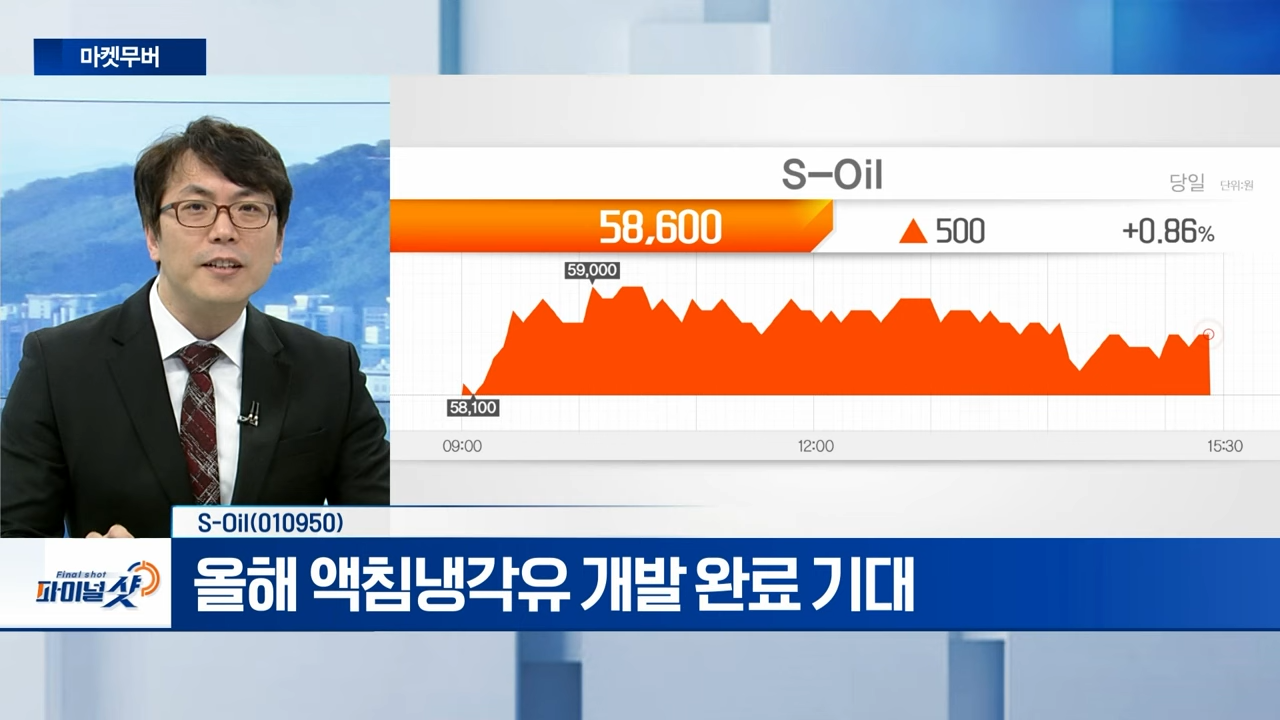 마켓무버
S-Oil
당일 단위:원
58,600 ▲ 500 +0.86%
59,000
58,100
09:00 12:00 15:30
S-Oil(010950)
Final shot
파이널샷
올해 액침냉각유 개발 완료 기대